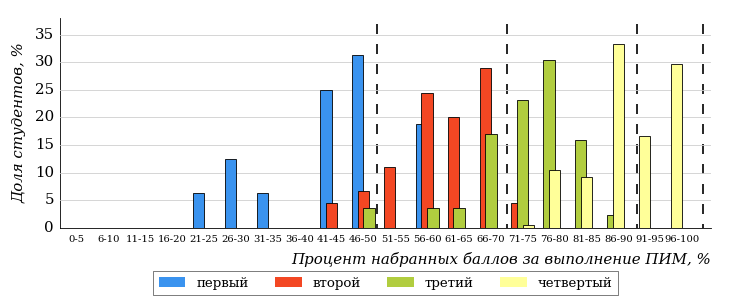 35
30
25
20
15
10
5
0
Доля студентов, %
0-5 6-10 11-15 16-20 21-25 26-30 31-35 36-40 41-45 46-50 51-55 56-60 61-65 66-70 71-75 76-80 81-85 86-90 91-95 96-100
Процент набранных баллов за выполнение ПИМ, %
первый второй третий четвертый